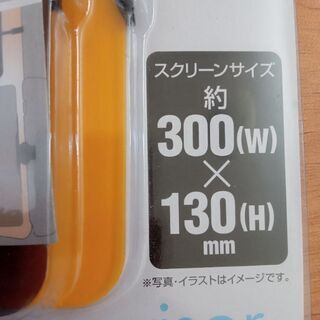 スクリーンサイズ
約
300(W)
×
130(H)
mm
※写真・イラストはイメージです。